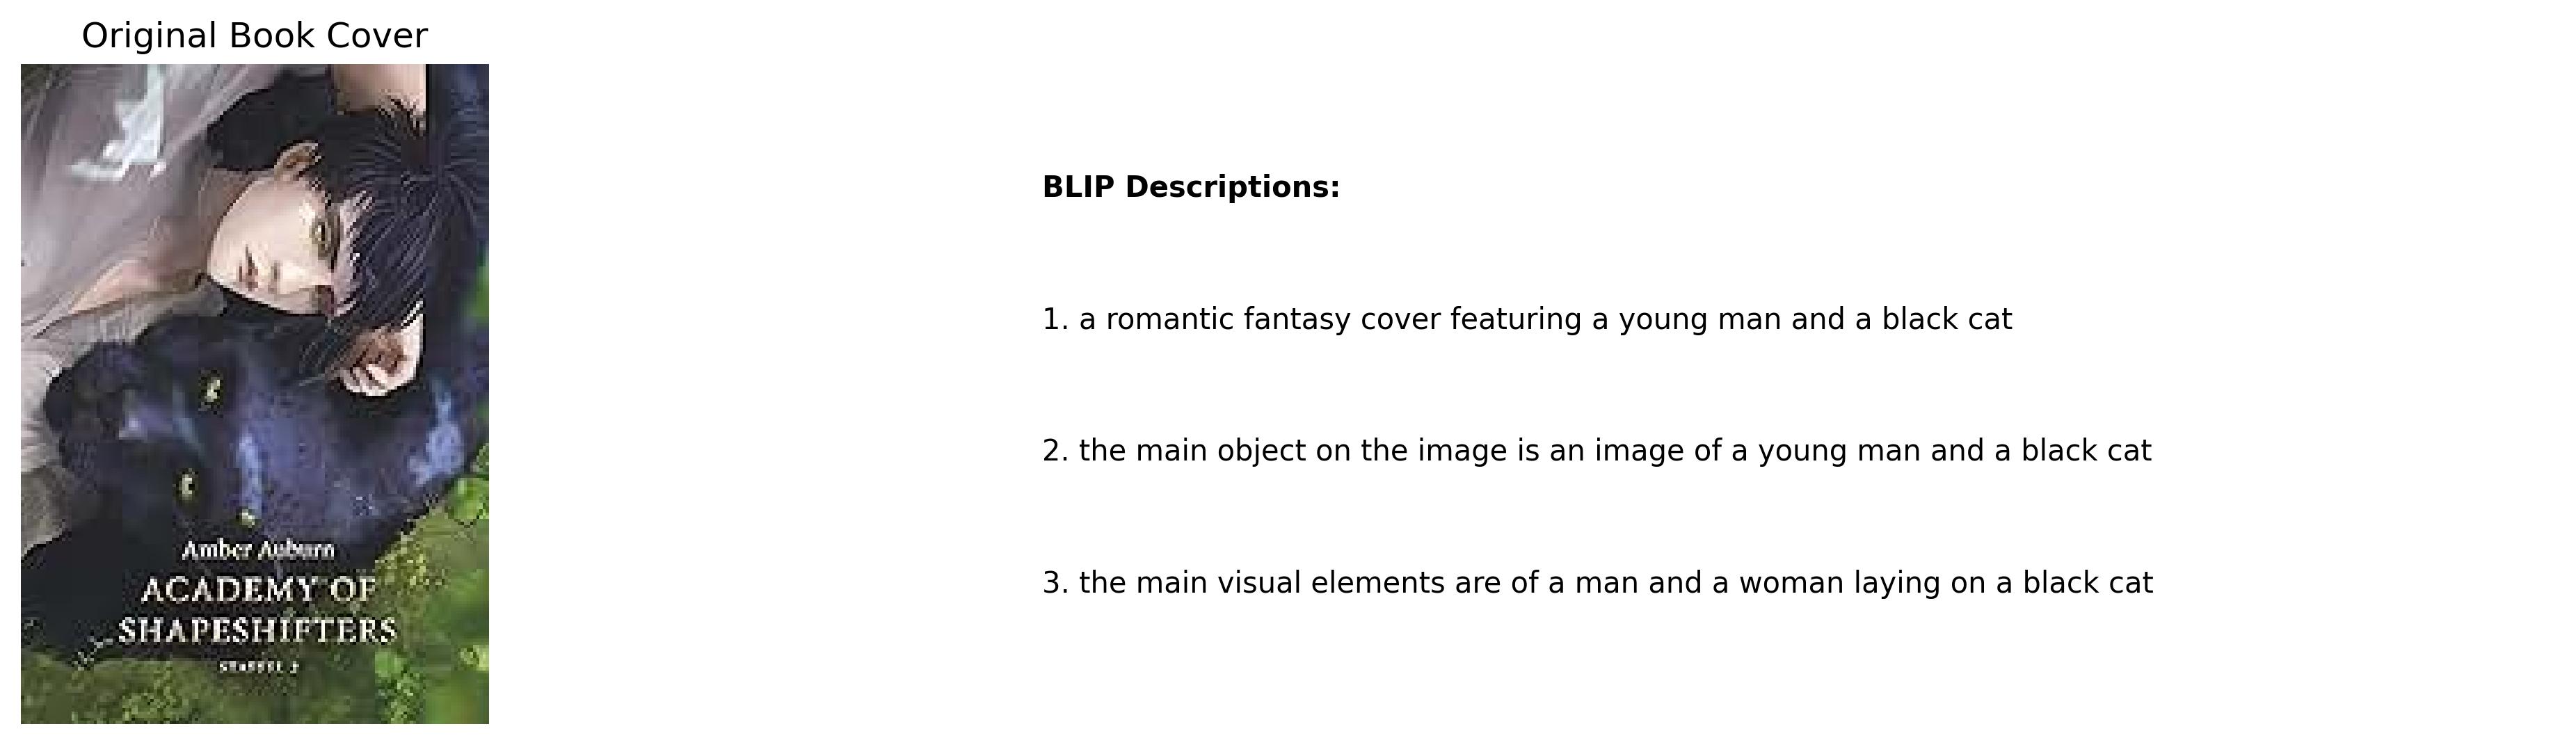 Original Book Cover
Amber Auburn
ACADEMY OF
SHAPESHIFTERS
STAFFEL 2
BLIP Descriptions:
1. a romantic fantasy cover featuring a young man and a black cat
2. the main object on the image is an image of a young man and a black cat
3. the main visual elements are of a man and a woman laying on a black cat